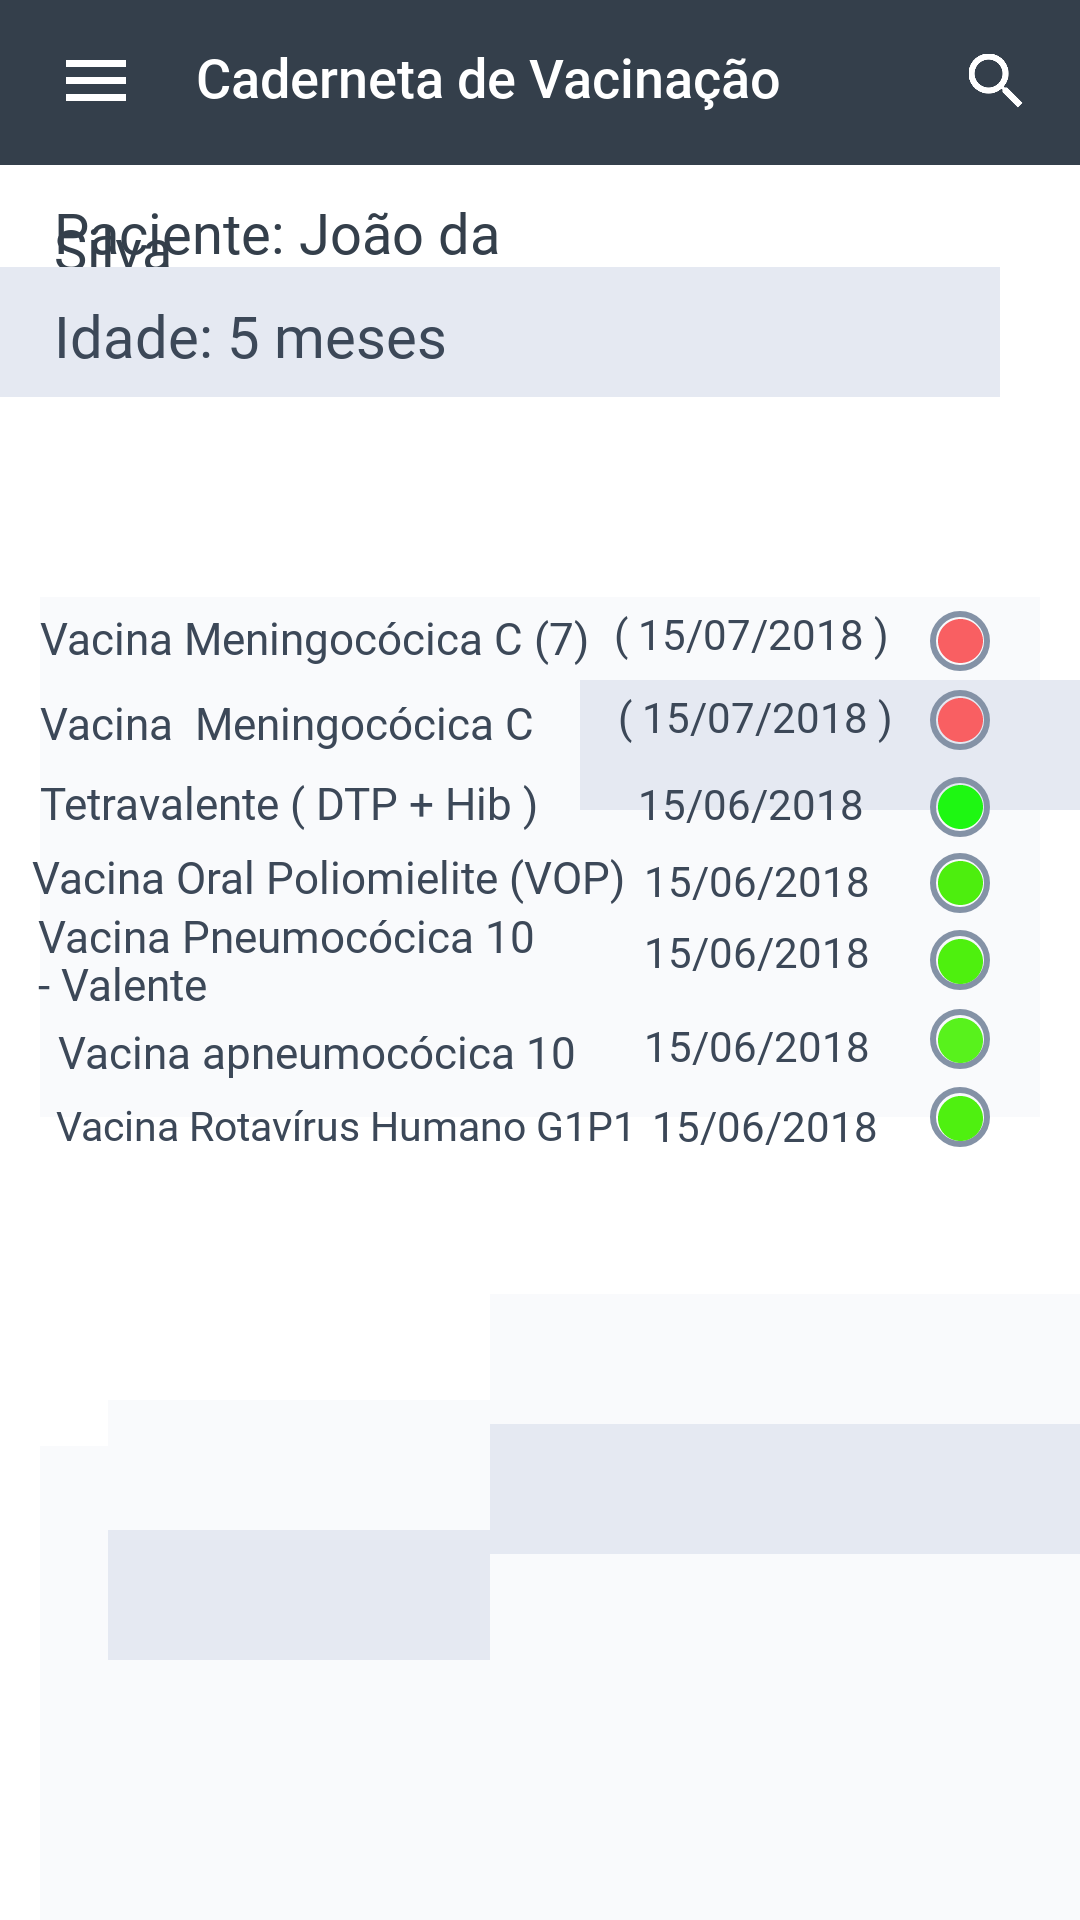 Caderneta de Vacinação
Paciente: João da
Silva
Idade: 5 meses
Vacina Meningocócica C (7) ( 15/07/2018 )
Vacina  Meningocócica C ( 15/07/2018 )
Tetravalente ( DTP + Hib ) 15/06/2018
Vacina Oral Poliomielite (VOP) 15/06/2018
Vacina Pneumocócica 10 15/06/2018
- Valente
Vacina apneumocócica 10 15/06/2018
Vacina Rotavírus Humano G1P1 15/06/2018